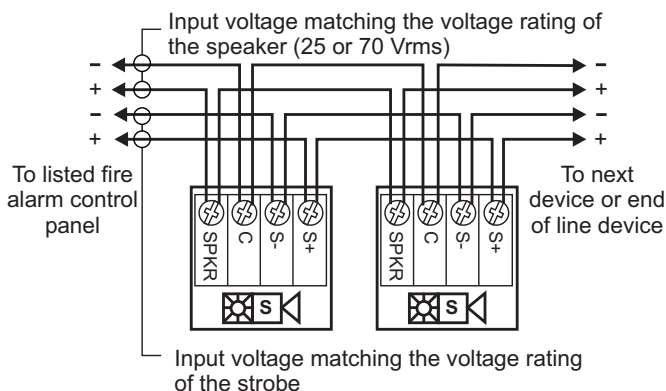 Input voltage matching the voltage rating of
the speaker (25 or 70 Vrms)
- -
+ +
- -
+ +
To listed fire
alarm control
panel
To next
device or end
of line device
SPKR C S- S+
SPKR C S- S+
S
S
Input voltage matching the voltage rating
of the strobe